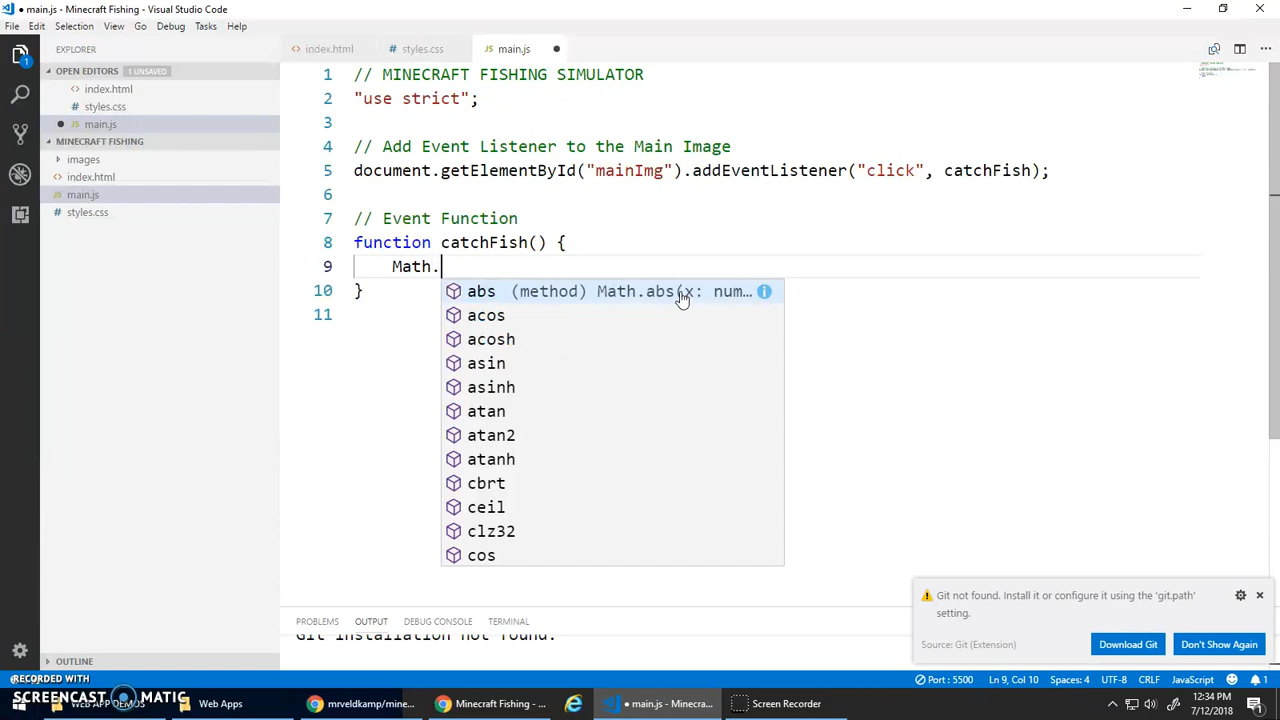 ● main.js - Minecraft Fishing - Visual Studio Code
File Edit Selection View Go Debug Tasks Help
EXPLORER
OPEN EDITORS 1 UNSAVED
index.html
styles.css
● main.js
MINECRAFT FISHING
images
index.html
main.js
styles.css
OUTLINE
index.html styles.css main.js ●
1 // MINECRAFT FISHING SIMULATOR
2 "use strict";
3
4 // Add Event Listener to the Main Image
5 document.getElementById("mainImg").addEventListener("click", catchFish);
6
7 // Event Function
8 function catchFish() {
9 Math.
10 }
11
abs (method) Math.abs(x: num…
acos
acosh
asin
asinh
atan
atan2
atanh
cbrt
ceil
clz32
cos
PROBLEMS OUTPUT DEBUG CONSOLE TERMINAL
Git installation not found.
Git not found. Install it or configure it using the 'git.path'
setting.
Source: Git (Extension) Download Git Don't Show Again
Port : 5500 Ln 9, Col 10 Spaces: 4 UTF-8 CRLF JavaScript 1
RECORDED WITH
SCREENCAST MATIC
WEB APP DEMOS Web Apps mrveldkamp/mine... Minecraft Fishing - ... ● main.js - Minecra... Screen Recorder
12:34 PM
7/12/2018